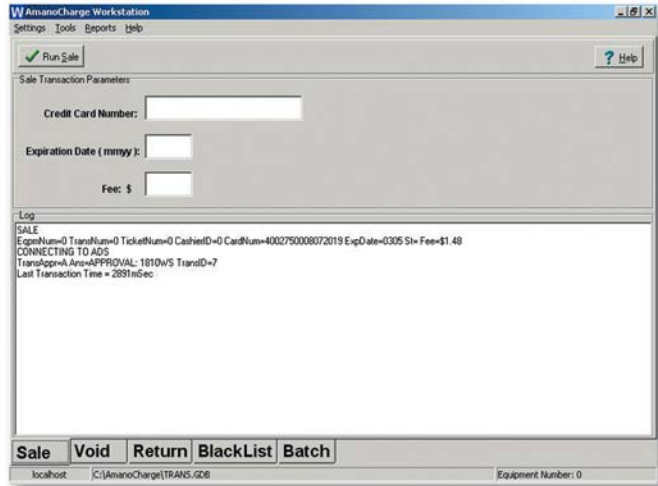 AmanoCharge Workstation
Settings Tools Reports Help
Run Sale
Help
Sale Transaction Parameters
Credit Card Number:
Expiration Date ( mmyy ):
Fee: $
Log
SALE
EqpmNum=0 TransNum=0 TicketNum=0 CashierID=0 CardNum=4002750008072019 ExpDate=0305 St= Fee=$1.48
CONNECTING TO ADS
TransAppr=A Ans=APPROVAL: 1810WS TransID=7
Last Transaction Time = 2891mSec
Sale Void Return BlackList Batch
localhost C:\AmanoCharge\TRANS.GDB Equipment Number: 0